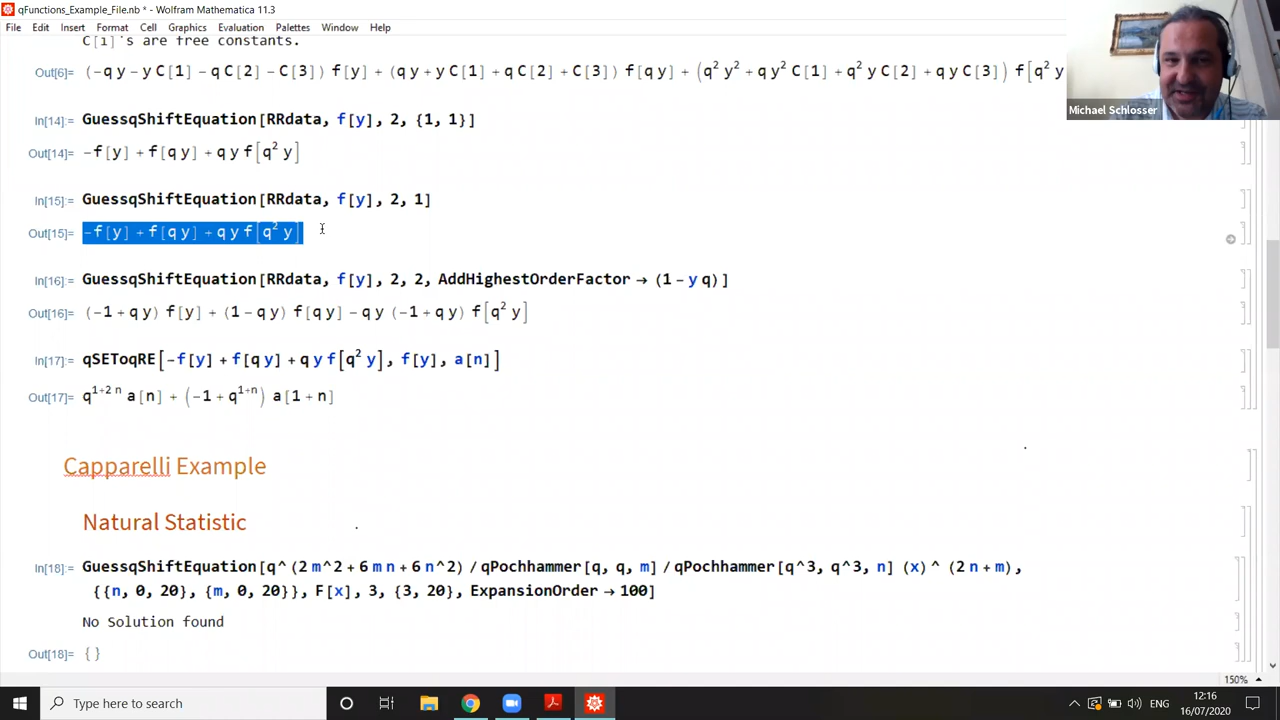 qFunctions_Example_File.nb * - Wolfram Mathematica 11.3
File Edit Insert Format Cell Graphics Evaluation Palettes Window Help
C[i]'s are free constants.
Out[6]= (-q y - y C[1] - q C[2] - C[3]) f[y] + (q y + y C[1] + q C[2] + C[3]) f[q y] + (q² y² + q y² C[1] + q² y C[2] + q y C[3]) f[q² y
Michael Schlosser
In[14]:= GuessqShiftEquation[RRdata, f[y], 2, {1, 1}]
Out[14]= -f[y] + f[q y] + q y f[q² y]
In[15]:= GuessqShiftEquation[RRdata, f[y], 2, 1]
Out[15]= -f[y] + f[q y] + q y f[q² y]
In[16]:= GuessqShiftEquation[RRdata, f[y], 2, 2, AddHighestOrderFactor → (1 - y q)]
Out[16]= (-1 + q y) f[y] + (1 - q y) f[q y] - q y (-1 + q y) f[q² y]
In[17]:= qSEToqRE[-f[y] + f[q y] + q y f[q² y], f[y], a[n]]
Out[17]= q^(1+2 n) a[n] + (-1 + q^(1+n)) a[1 + n]
Capparelli Example
Natural Statistic
In[18]:= GuessqShiftEquation[q^ (2 m^2 + 6 m n + 6 n^2) / qPochhammer[q, q, m] / qPochhammer[q^3, q^3, n] (x) ^ (2 n + m),
{{n, 0, 20}, {m, 0, 20}}, F[x], 3, {3, 20}, ExpansionOrder → 100]
No Solution found
Out[18]= {}
150%
Type here to search
ENG
12:16
16/07/2020